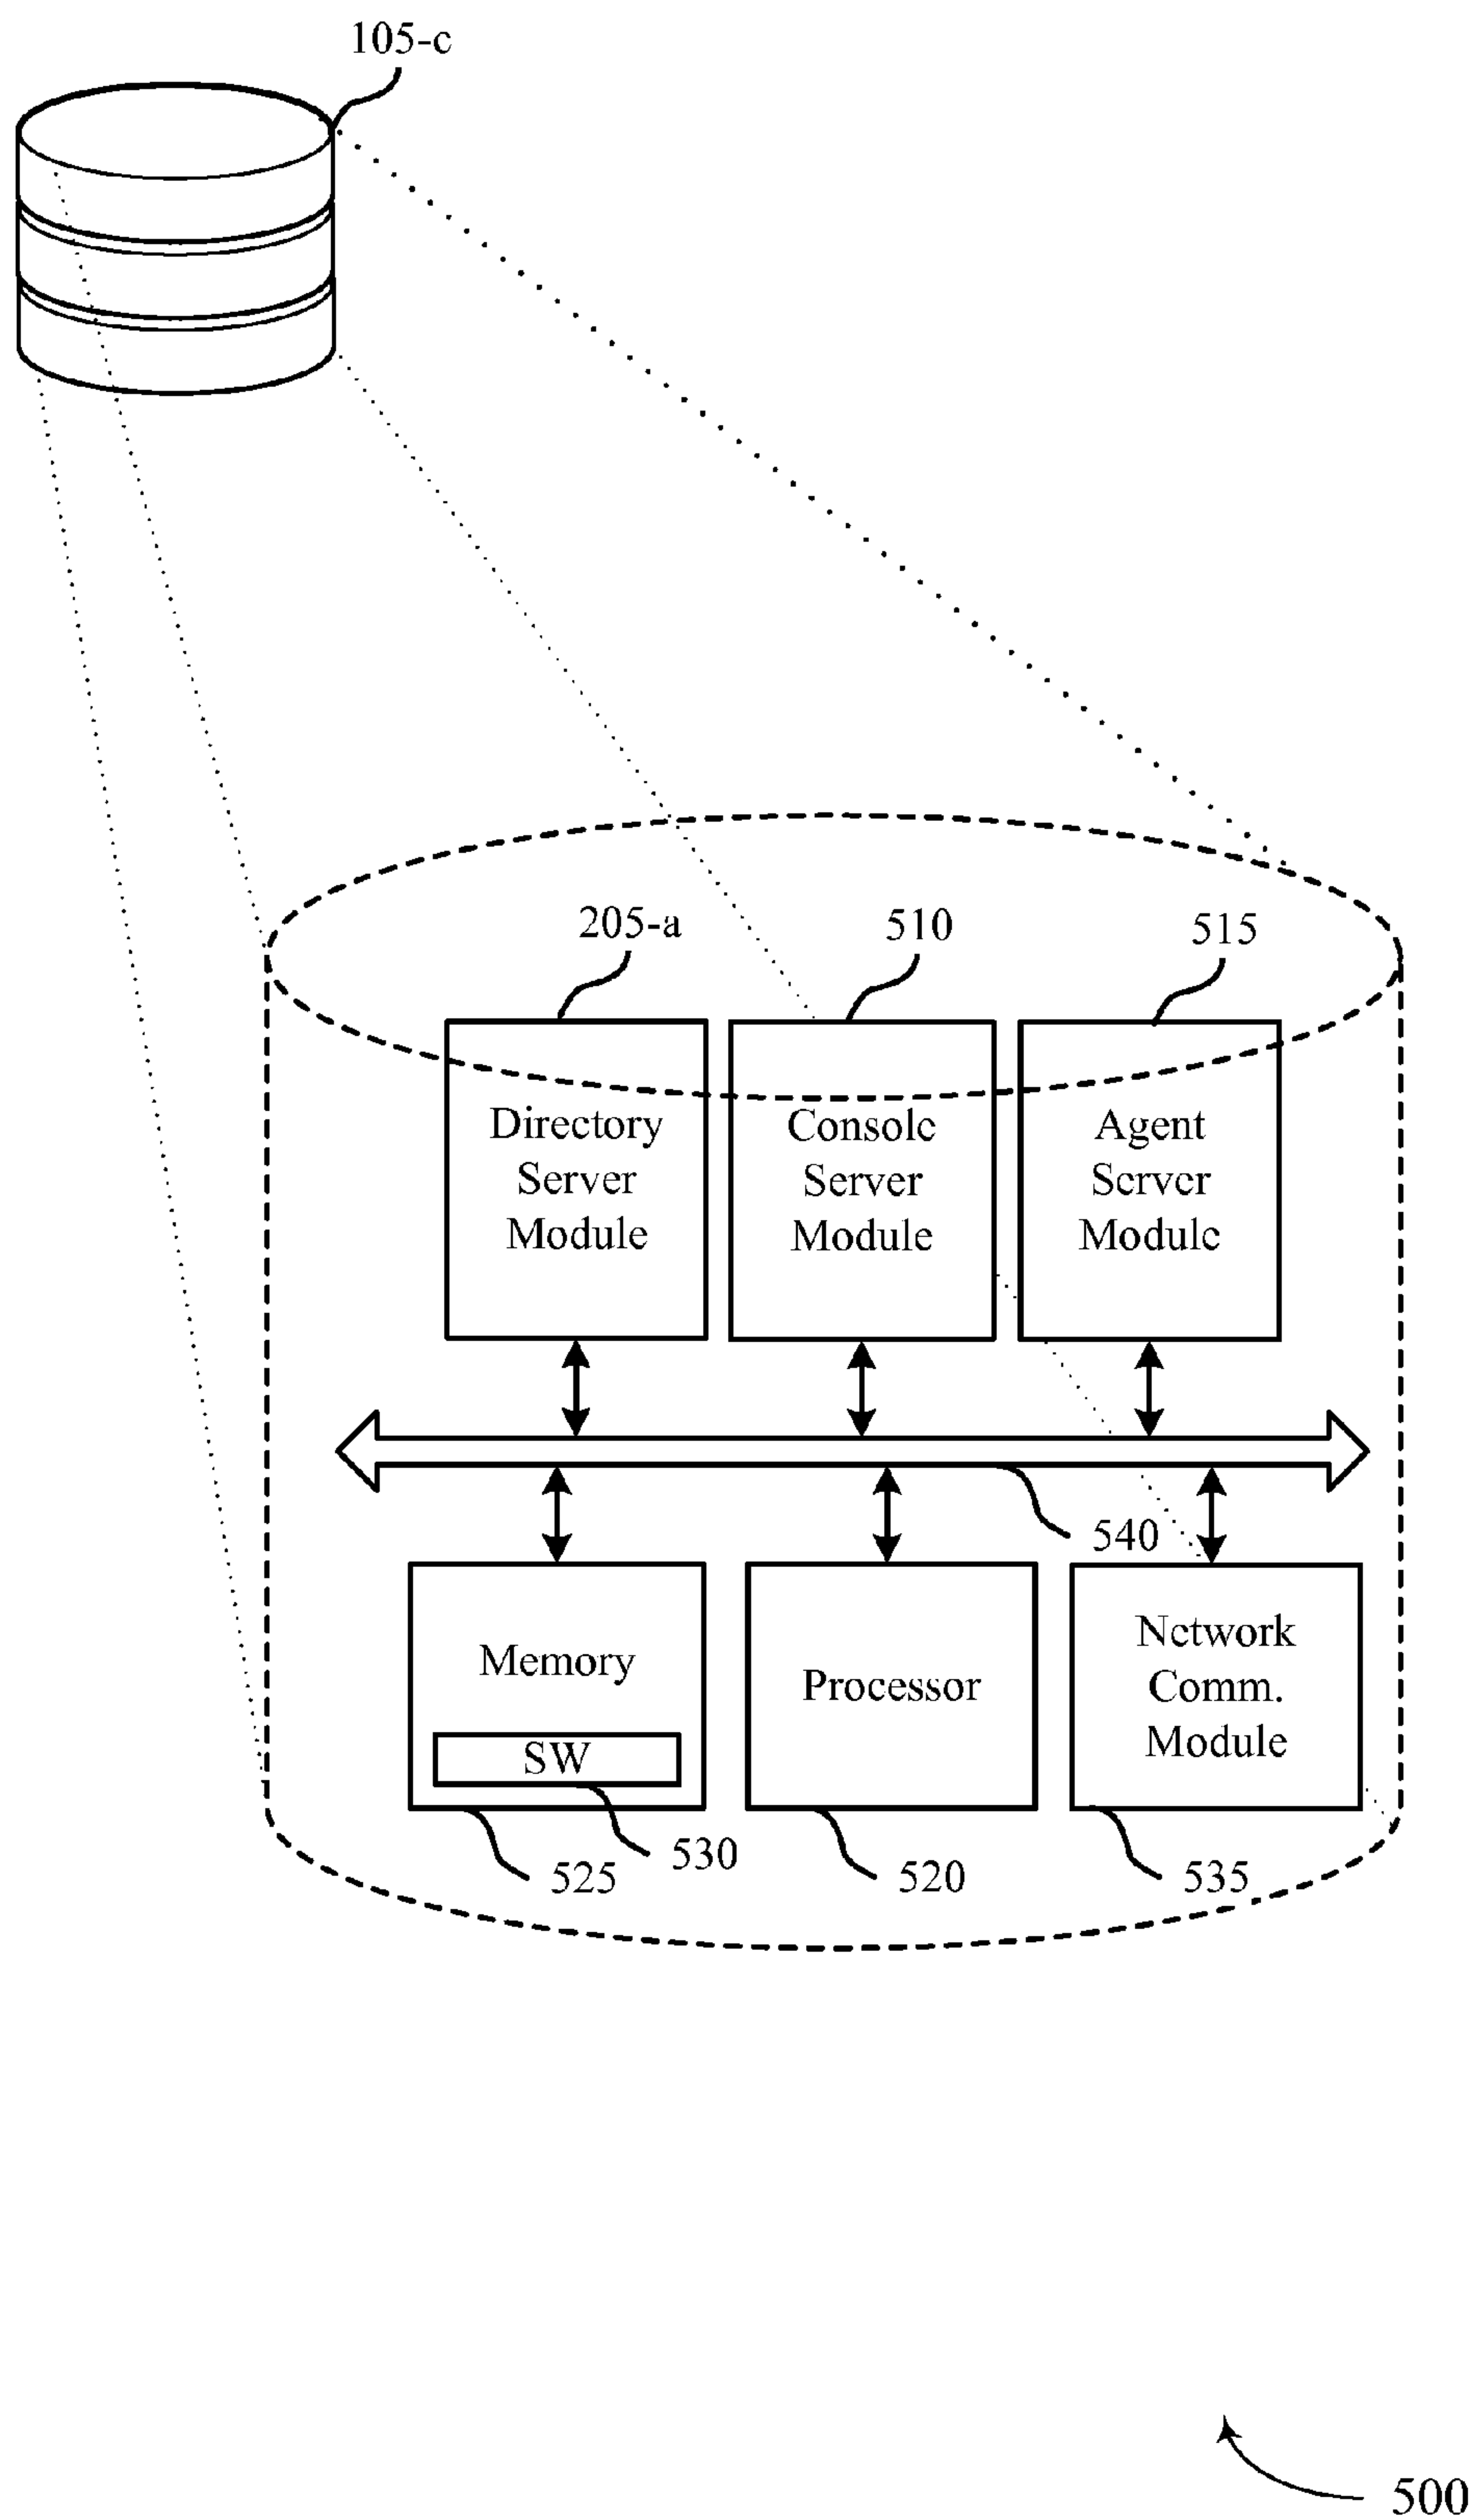 105-c
205-a
510
515
Directory
Server
Module
Console
Server
Module
Agent
Server
Module
540
Memory
SW
Processor
Network
Comm.
Module
530
525
520
535
500